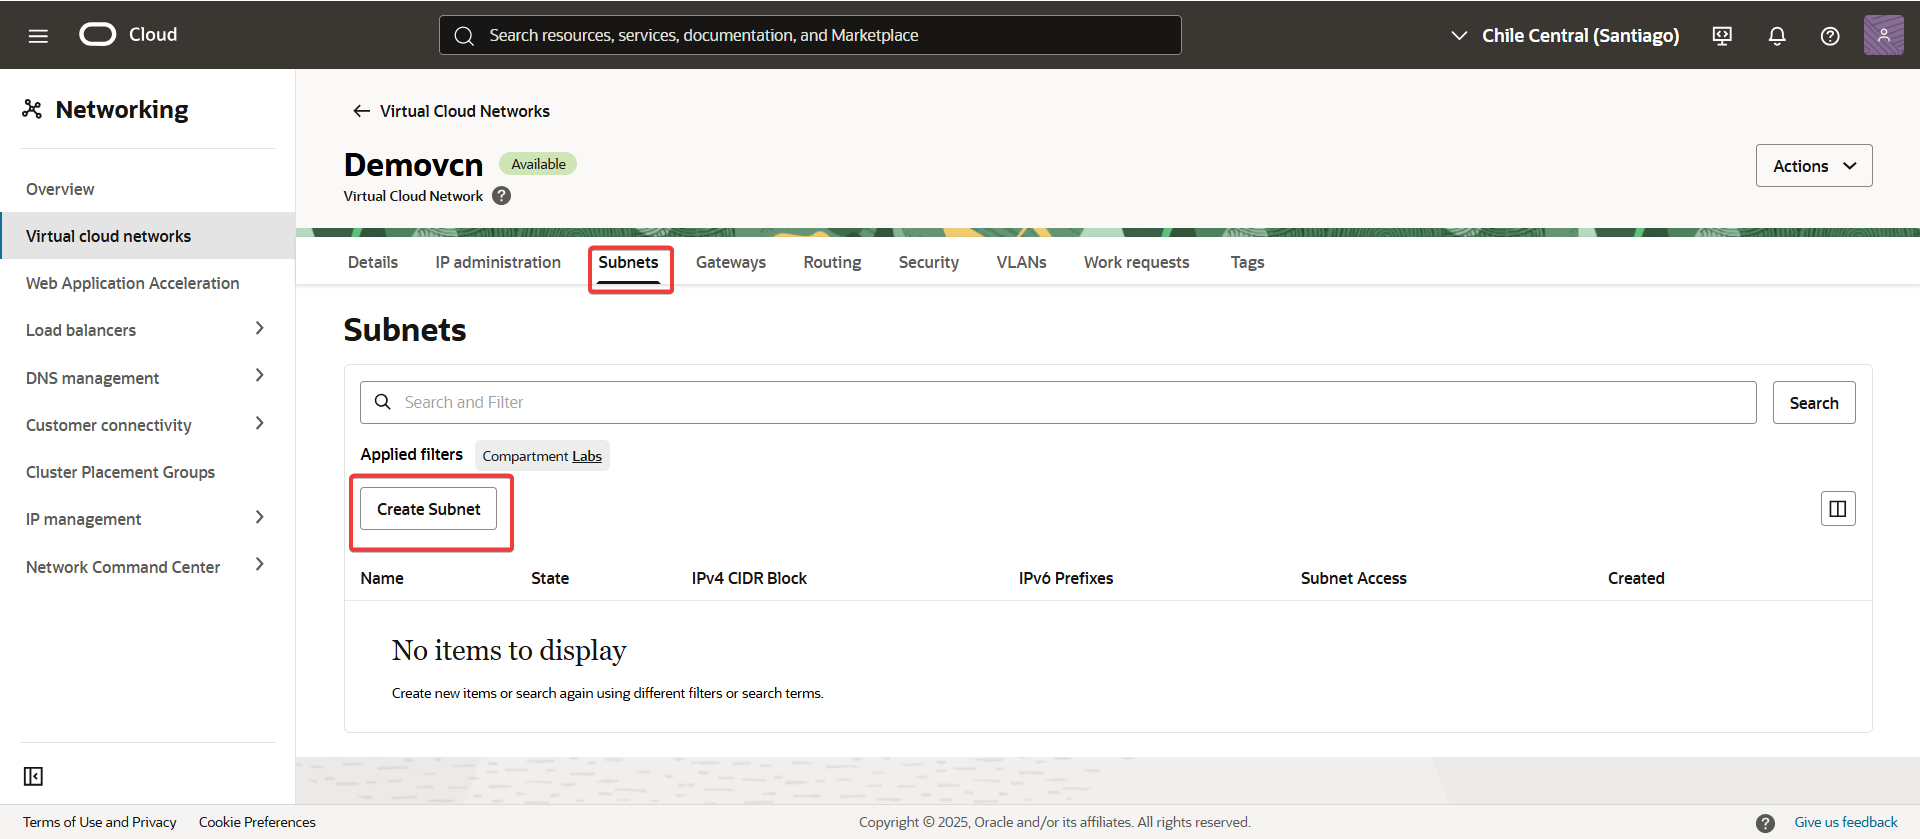 Cloud
Search resources, services, documentation, and Marketplace
Chile Central (Santiago)
Networking
Overview
Virtual cloud networks
Web Application Acceleration
Load balancers
DNS management
Customer connectivity
Cluster Placement Groups
IP management
Network Command Center
Virtual Cloud Networks
Demovcn
Available
Virtual Cloud Network ?
Actions
Details IP administration Subnets Gateways Routing Security VLANs Work requests Tags
Subnets
Search and Filter
Search
Applied filters Compartment Labs
Create Subnet
Name State IPv4 CIDR Block IPv6 Prefixes Subnet Access Created
No items to display
Create new items or search again using different filters or search terms.
Terms of Use and Privacy Cookie Preferences Copyright © 2025, Oracle and/or its affiliates. All rights reserved. ? Give us feedback